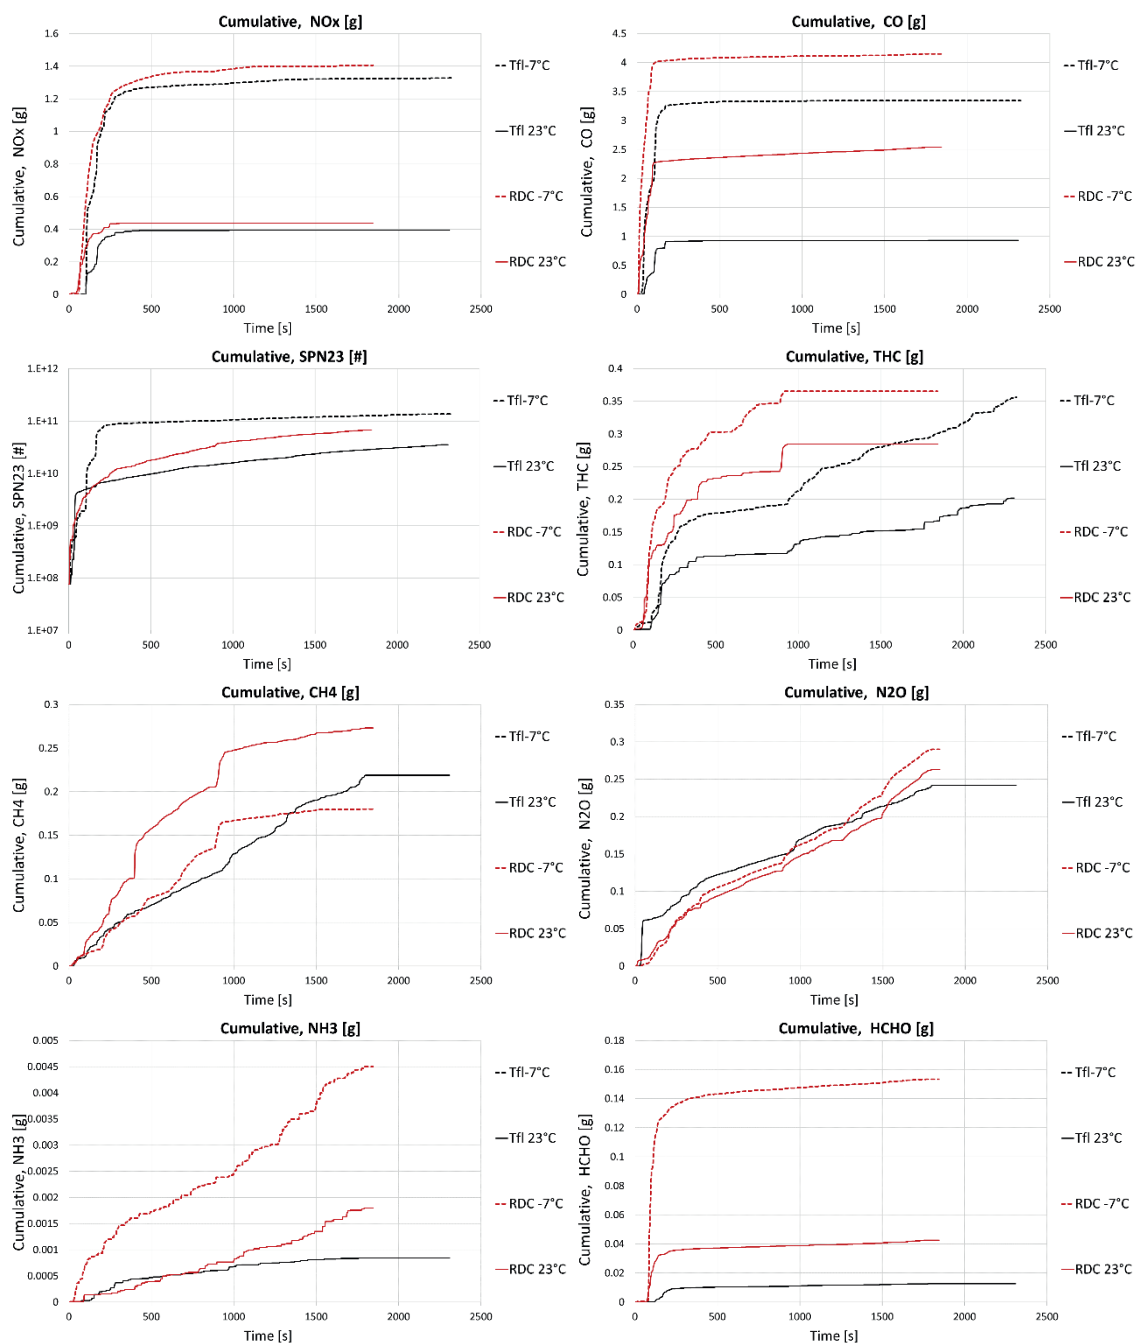 Cumulative, NOx [g]
1.6
1.4
1.2
1
0.8
0.6
0.4
0.2
0
Cumulative, NOx [g]
0 500 1000 1500 2000 2500
Time [s]
Tfl-7°C
Tfl 23°C
RDC -7°C
RDC 23°C
Cumulative, CO [g]
4.5
4
3.5
3
2.5
2
1.5
1
0.5
0
Cumulative, CO [g]
0 500 1000 1500 2000 2500
Time [s]
Tfl-7°C
Tfl 23°C
RDC -7°C
RDC 23°C
Cumulative, SPN23 [#]
1.E+12
1.E+11
1.E+10
1.E+09
1.E+08
1.E+07
Cumulative, SPN23 [#]
0 500 1000 1500 2000 2500
Time [s]
Tfl-7°C
Tfl 23°C
RDC -7°C
RDC 23°C
Cumulative, THC [g]
0.4
0.35
0.3
0.25
0.2
0.15
0.1
0.05
0
Cumulative, THC [g]
0 500 1000 1500 2000 2500
Time [s]
Tfl-7°C
Tfl 23°C
RDC -7°C
RDC 23°C
Cumulative, CH4 [g]
0.3
0.25
0.2
0.15
0.1
0.05
0
Cumulative, CH4 [g]
0 500 1000 1500 2000 2500
Time [s]
Tfl-7°C
Tfl 23°C
RDC -7°C
RDC 23°C
Cumulative, N2O [g]
0.35
0.3
0.25
0.2
0.15
0.1
0.05
0
Cumulative, N2O [g]
0 500 1000 1500 2000 2500
Time [s]
Tfl-7°C
Tfl 23°C
RDC -7°C
RDC 23°C
Cumulative, NH3 [g]
0.005
0.0045
0.004
0.0035
0.003
0.0025
0.002
0.0015
0.001
0.0005
0
Cumulative, NH3 [g]
0 500 1000 1500 2000 2500
Time [s]
Tfl-7°C
Tfl 23°C
RDC -7°C
RDC 23°C
Cumulative, HCHO [g]
0.18
0.16
0.14
0.12
0.1
0.08
0.06
0.04
0.02
0
Cumulative, HCHO [g]
0 500 1000 1500 2000 2500
Time [s]
Tfl-7°C
Tfl 23°C
RDC -7°C
RDC 23°C